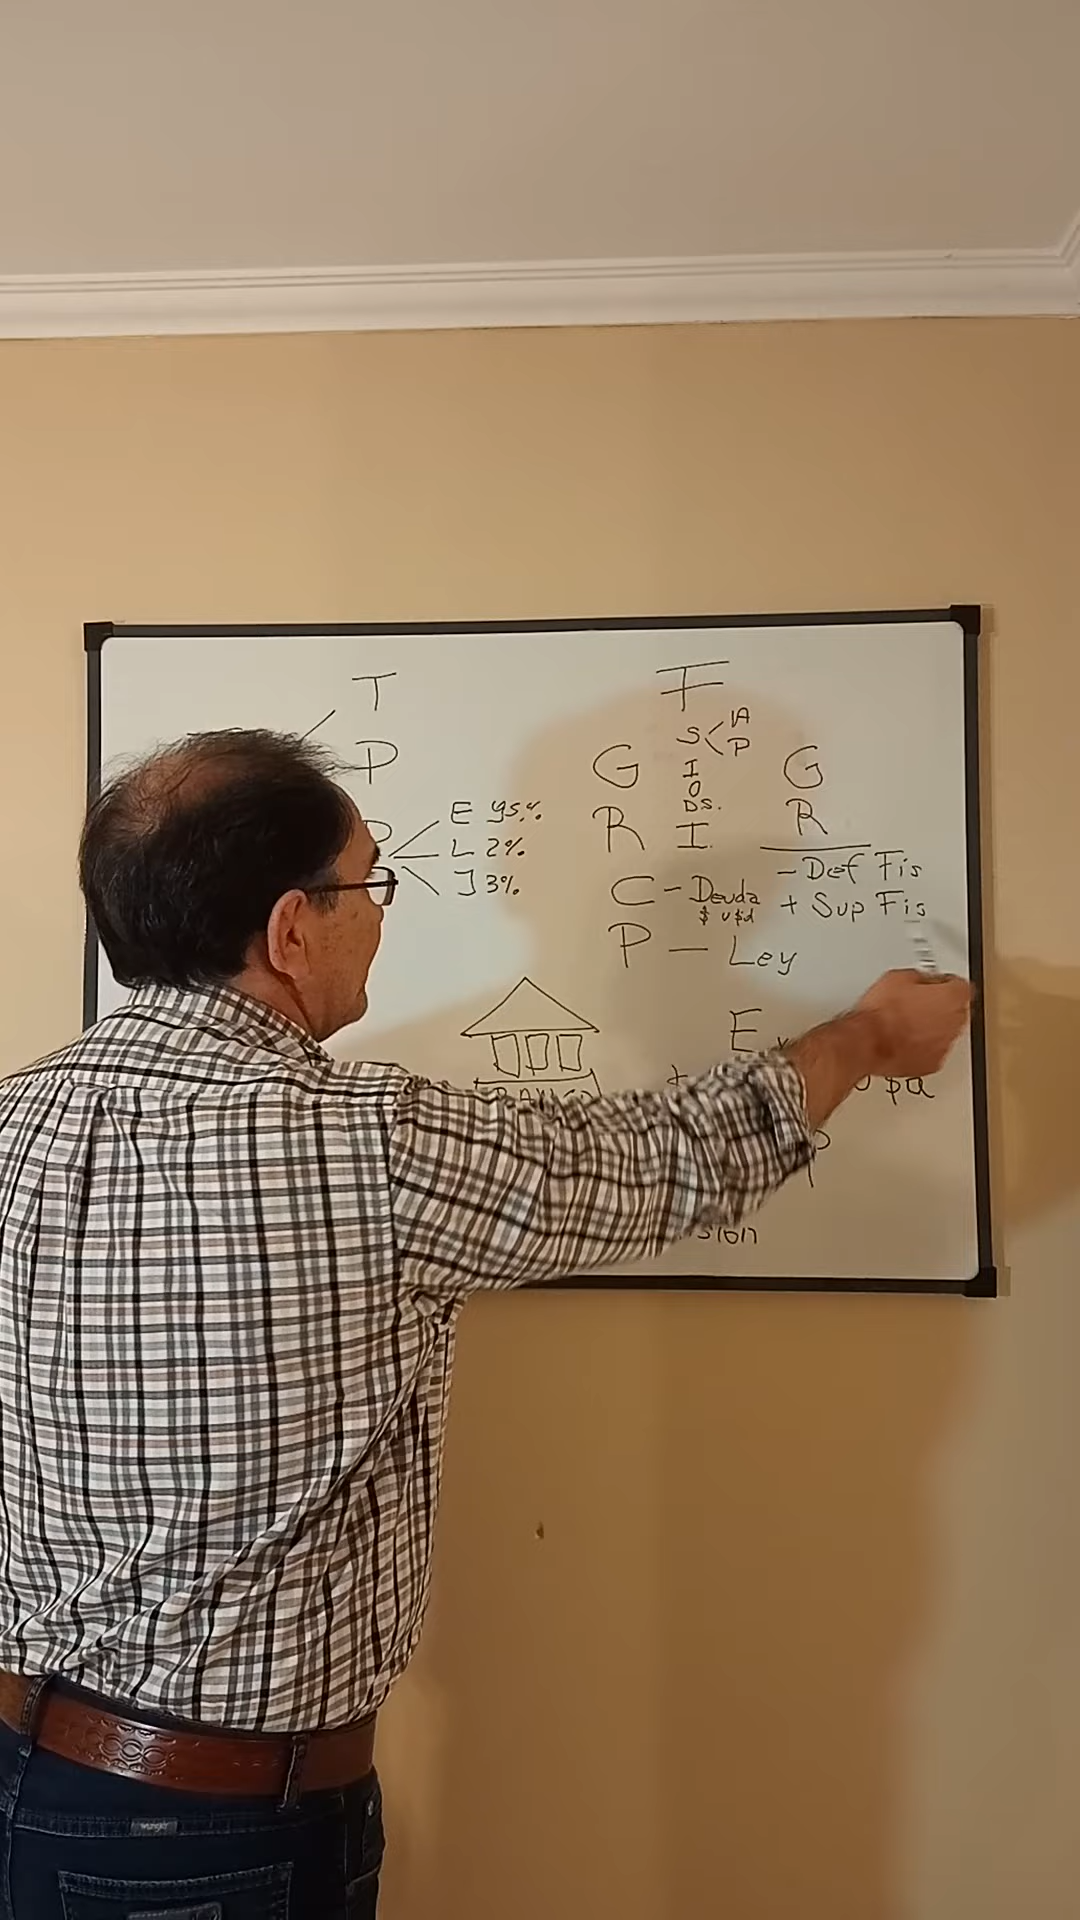 T
P
E 95%
L 2%
J 3%
F
S < IA
P
I
O
DS.
I.
G
R
C - Deuda
$ u$d
P — Ley
G
R
- Def Fis
+ Sup Fis
E
P